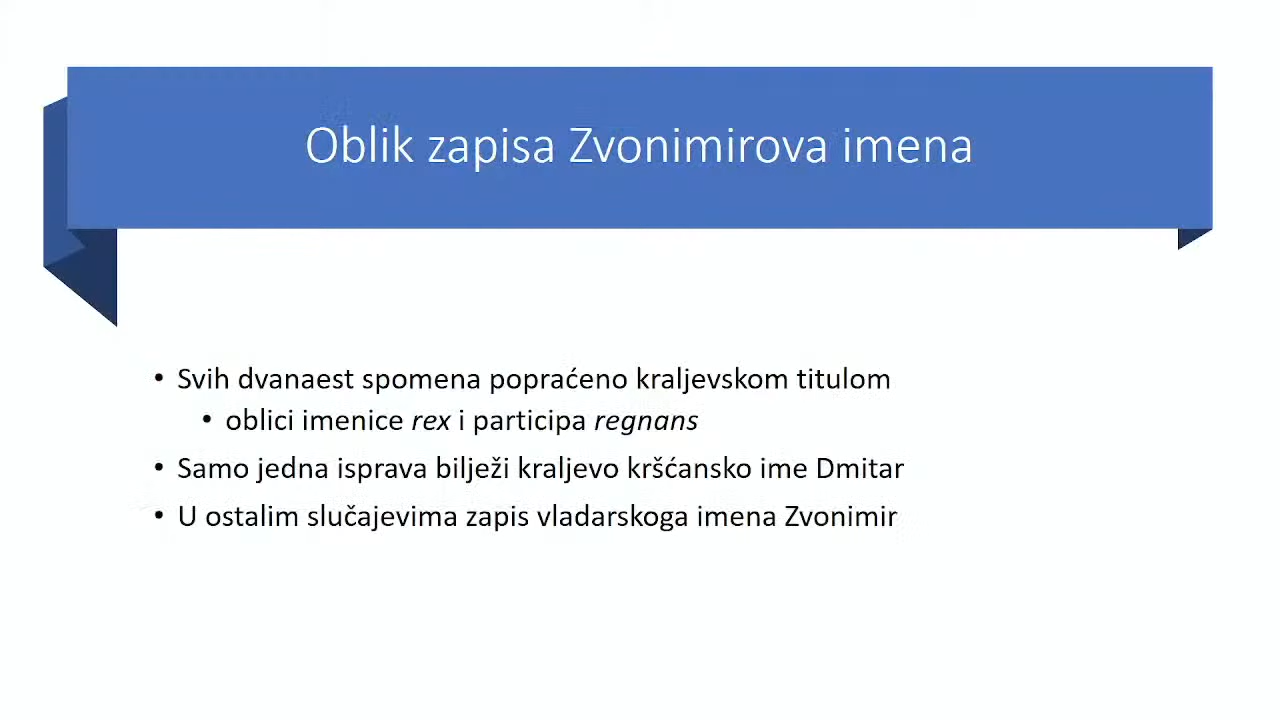 Oblik zapisa Zvonimirova imena
• Svih dvanaest spomena popraćeno kraljevskom titulom
• oblici imenice rex i participa regnans
• Samo jedna isprava bilježi kraljevo kršćansko ime Dmitar
• U ostalim slučajevima zapis vladarskoga imena Zvonimir